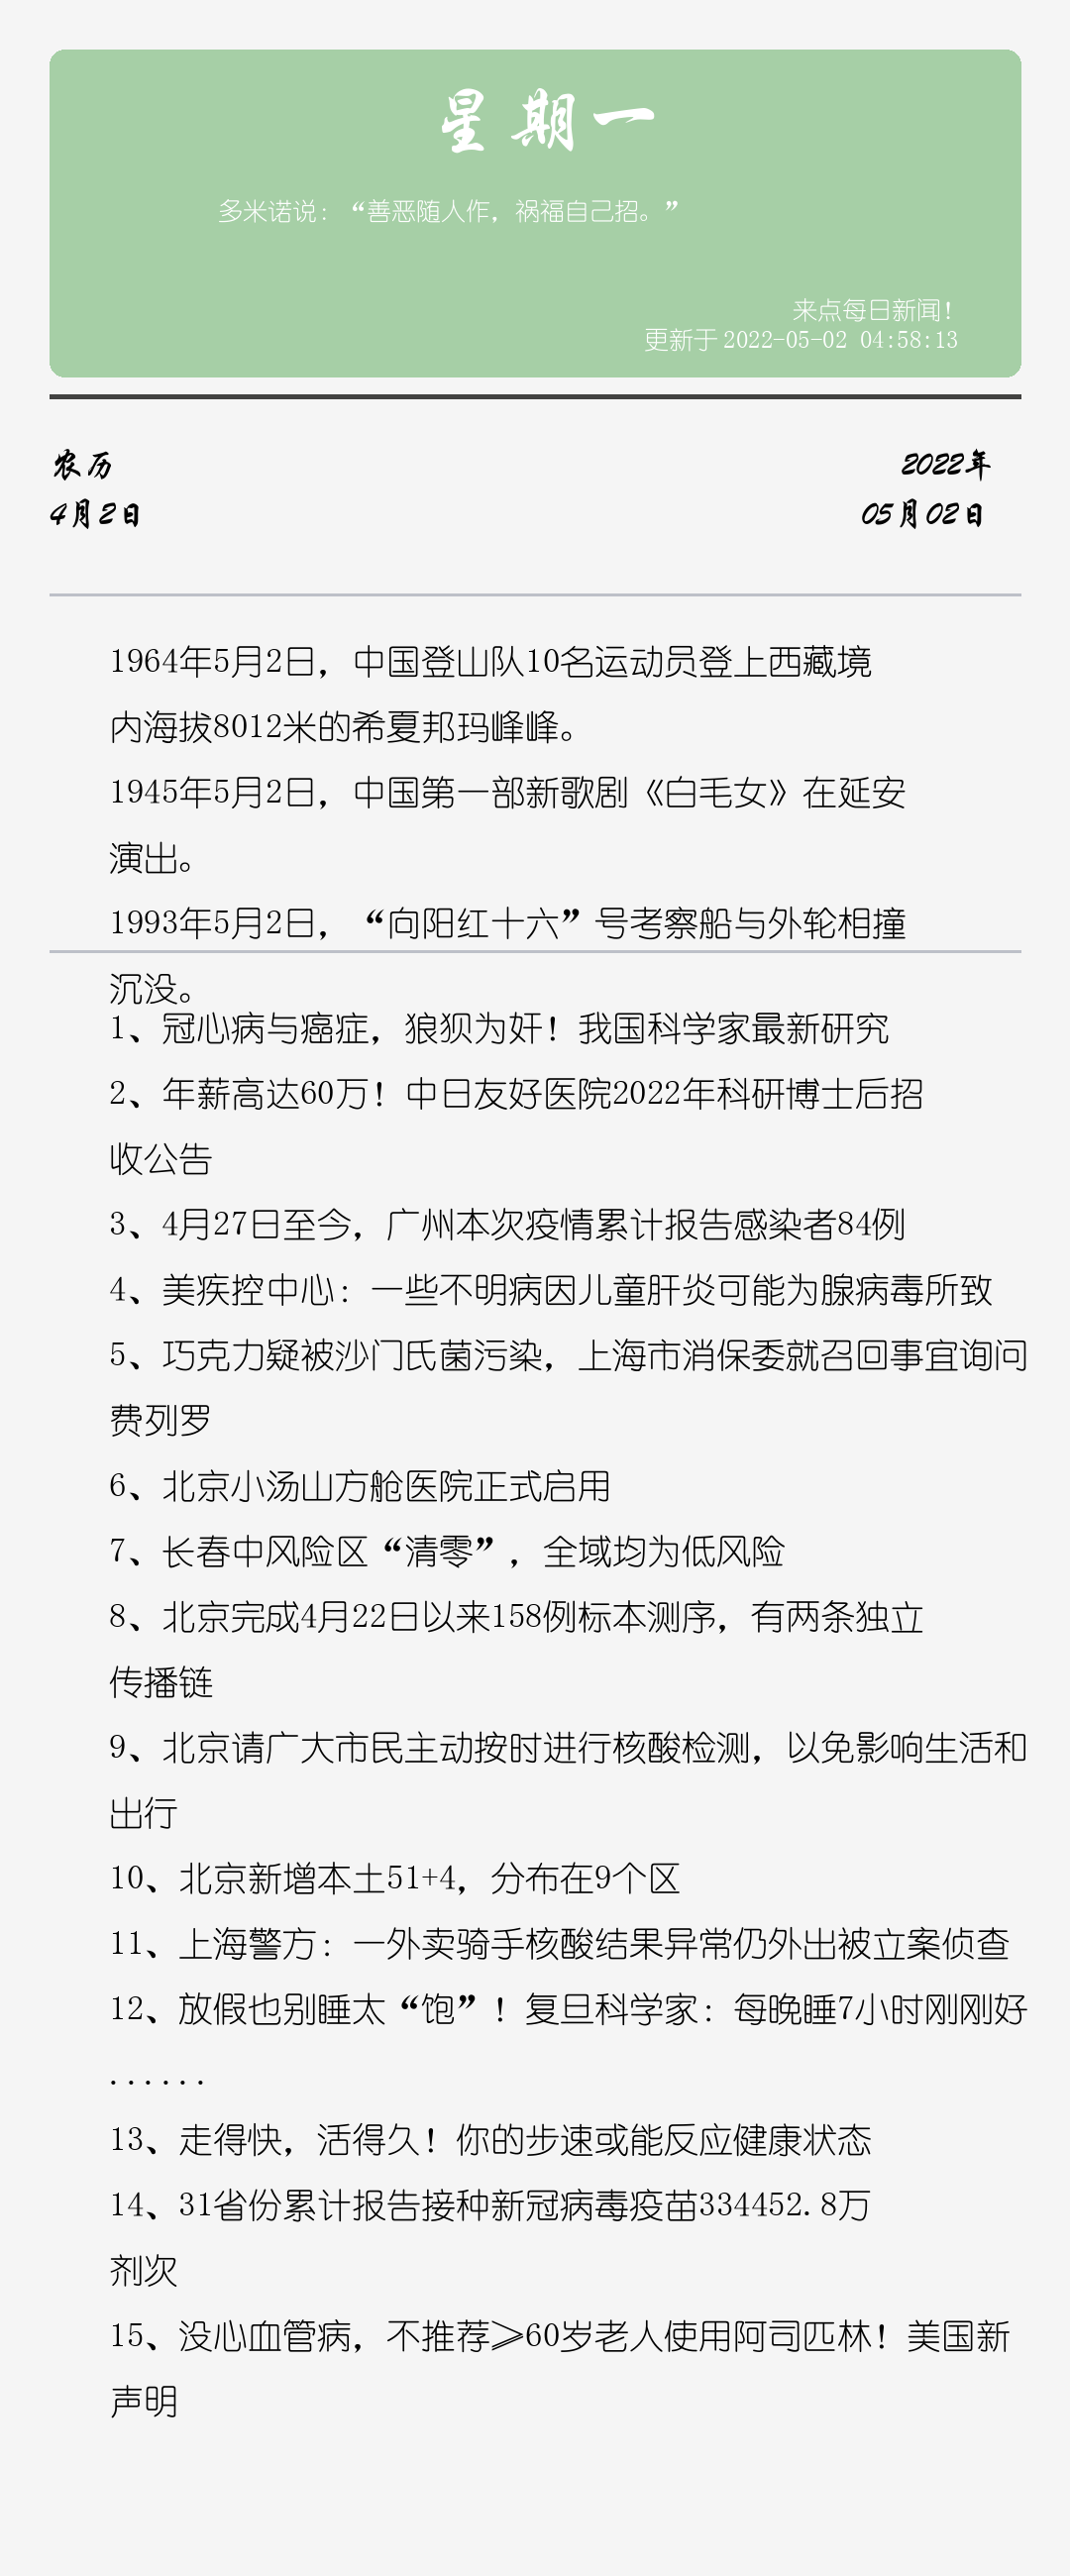 星期一
多米诺说：“善恶随人作，祸福自己招。”
来点每日新闻！
更新于 2022-05-02 04:58:13
农历
4月2日
2022年
05月02日
1964年5月2日，中国登山队10名运动员登上西藏境
内海拔8012米的希夏邦玛峰峰。
1945年5月2日，中国第一部新歌剧《白毛女》在延安
演出。
1993年5月2日，“向阳红十六”号考察船与外轮相撞
沉没。
1、冠心病与癌症，狼狈为奸！我国科学家最新研究
2、年薪高达60万！中日友好医院2022年科研博士后招
收公告
3、4月27日至今，广州本次疫情累计报告感染者84例
4、美疾控中心：一些不明病因儿童肝炎可能为腺病毒所致
5、巧克力疑被沙门氏菌污染，上海市消保委就召回事宜询问
费列罗
6、北京小汤山方舱医院正式启用
7、长春中风险区“清零”，全域均为低风险
8、北京完成4月22日以来158例标本测序，有两条独立
传播链
9、北京请广大市民主动按时进行核酸检测，以免影响生活和
出行
10、北京新增本土51+4，分布在9个区
11、上海警方：一外卖骑手核酸结果异常仍外出被立案侦查
12、放假也别睡太“饱”！复旦科学家：每晚睡7小时刚刚好
......
13、走得快，活得久！你的步速或能反应健康状态
14、31省份累计报告接种新冠病毒疫苗334452.8万
剂次
15、没心血管病，不推荐≥60岁老人使用阿司匹林！美国新
声明